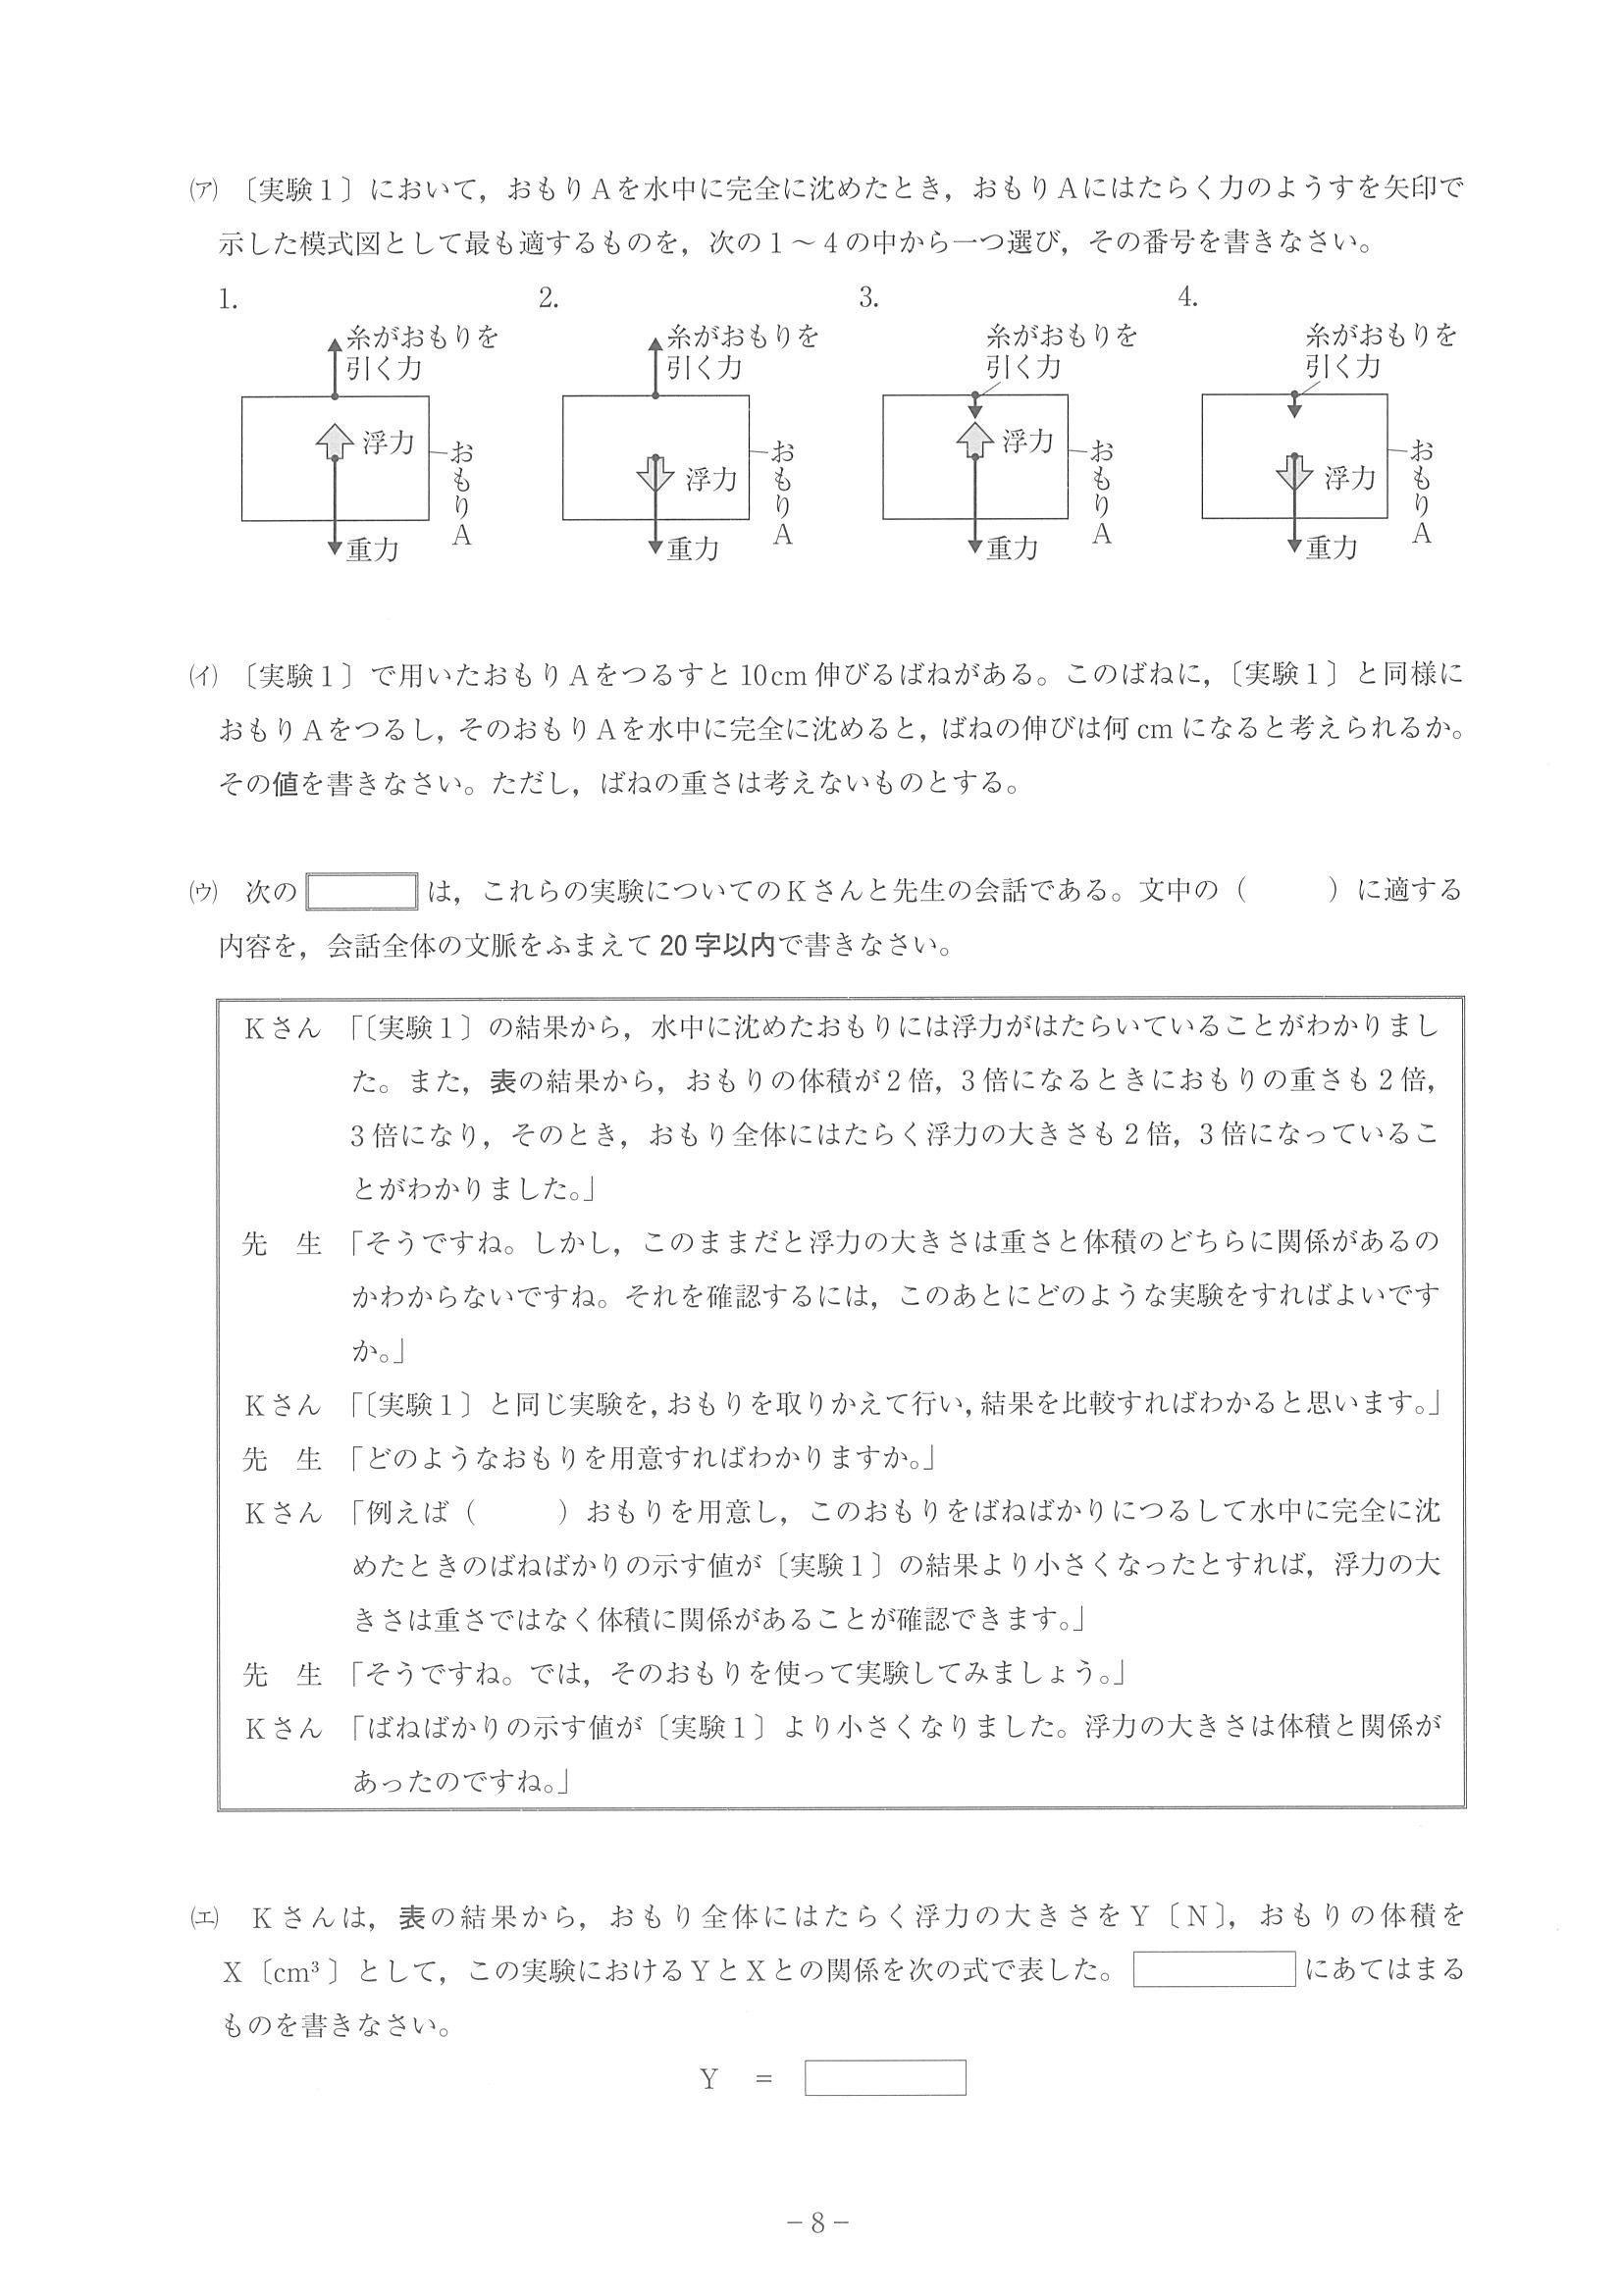 ㋐ 〔実験１〕において，おもりＡを水中に完全に沈めたとき，おもりＡにはたらく力のようすを矢印で
示した模式図として最も適するものを，次の１～４の中から一つ選び，その番号を書きなさい。
1.
2.
3.
4.
糸がおもりを
引く力
浮力
おもりＡ
重力
糸がおもりを
引く力
浮力
おもりＡ
重力
糸がおもりを
引く力
浮力
おもりＡ
重力
糸がおもりを
引く力
浮力
おもりＡ
重力
(イ) 〔実験１〕で用いたおもりＡをつるすと10cm伸びるばねがある。このばねに，〔実験１〕と同様に
おもりＡをつるし，そのおもりＡを水中に完全に沈めると，ばねの伸びは何cmになると考えられるか。
その値を書きなさい。ただし，ばねの重さは考えないものとする。
(ウ) 次の は，これらの実験についてのＫさんと先生の会話である。文中の（　　）に適する
内容を，会話全体の文脈をふまえて20字以内で書きなさい。
Ｋさん 「〔実験１〕の結果から，水中に沈めたおもりには浮力がはたらいていることがわかりまし
た。また，表の結果から，おもりの体積が２倍，３倍になるときにおもりの重さも２倍，
３倍になり，そのとき，おもり全体にはたらく浮力の大きさも２倍，３倍になっているこ
とがわかりました。」
先　生 「そうですね。しかし，このままだと浮力の大きさは重さと体積のどちらに関係があるの
かわからないですね。それを確認するには，このあとにどのような実験をすればよいです
か。」
Ｋさん 「〔実験１〕と同じ実験を，おもりを取りかえて行い，結果を比較すればわかると思います。」
先　生 「どのようなおもりを用意すればわかりますか。」
Ｋさん 「例えば（　　）おもりを用意し，このおもりをばねばかりにつるして水中に完全に沈
めたときのばねばかりの示す値が〔実験１〕の結果より小さくなったとすれば，浮力の大
きさは重さではなく体積に関係があることが確認できます。」
先　生 「そうですね。では，そのおもりを使って実験してみましょう。」
Ｋさん 「ばねばかりの示す値が〔実験１〕より小さくなりました。浮力の大きさは体積と関係が
あったのですね。」
(エ) Ｋさんは，表の結果から，おもり全体にはたらく浮力の大きさをＹ〔Ｎ〕，おもりの体積を
Ｘ〔cm³〕として，この実験におけるＹとＸとの関係を次の式で表した。 にあてはまる
ものを書きなさい。
Ｙ ＝
－8－